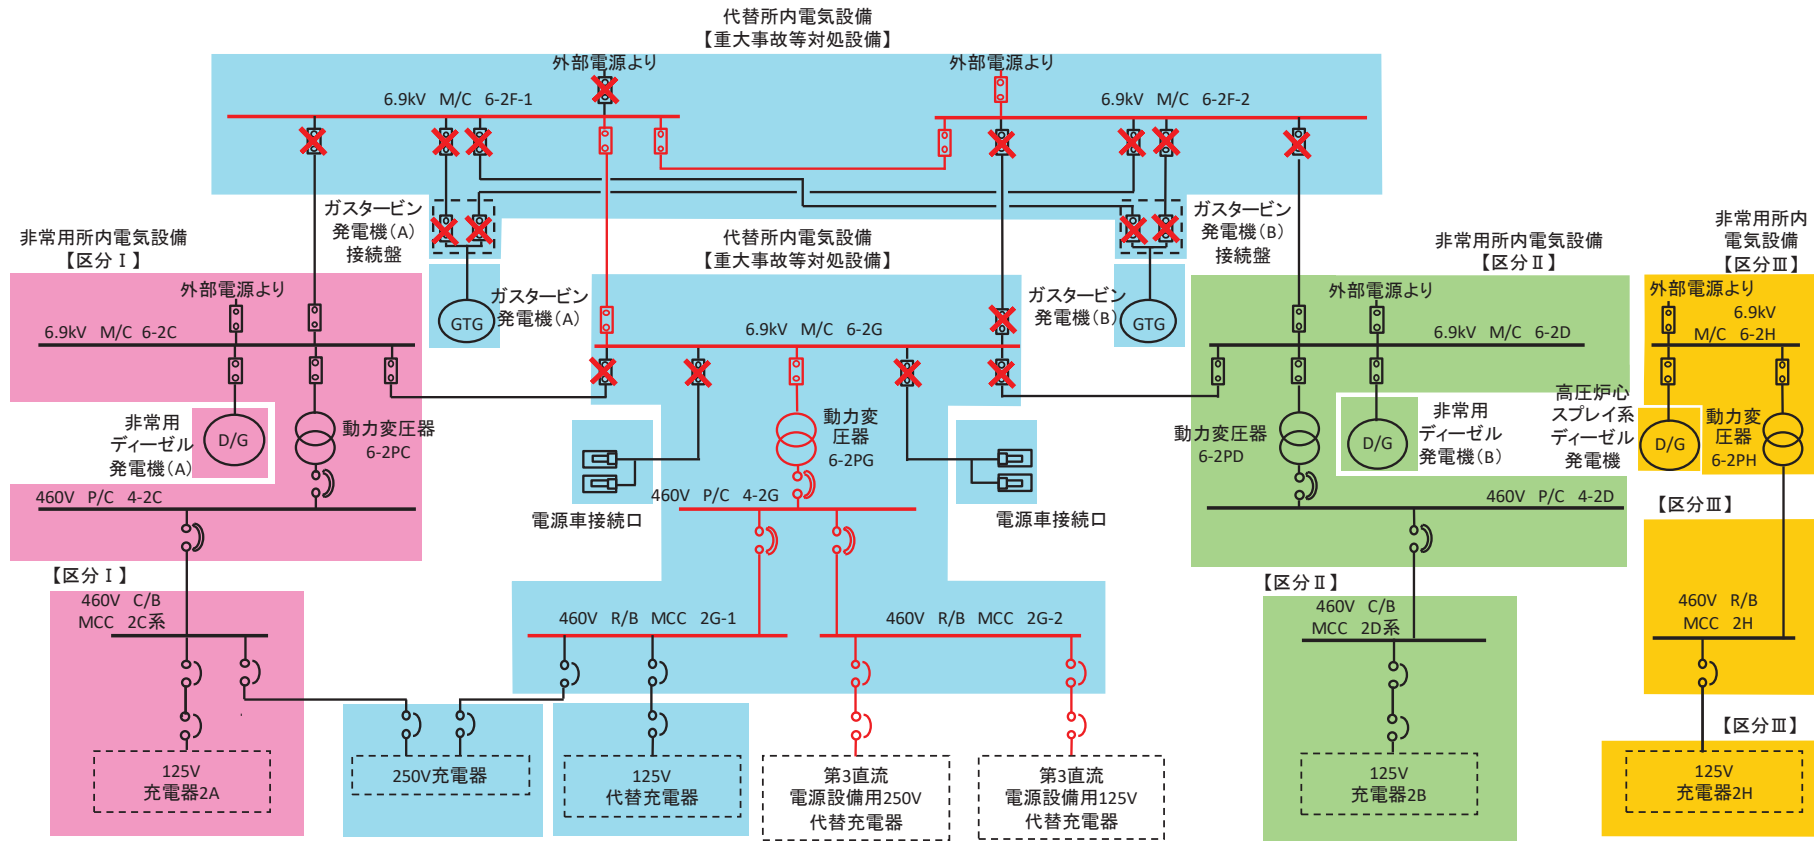 代替所内電気設備
【重大事故等対処設備】
外部電源より
外部電源より
6.9kV M/C 6-2F-1
6.9kV M/C 6-2F-2
ガスタービン
発電機(A)
接続盤
ガスタービン
発電機(B)
接続盤
非常用所内電気設備
【区分Ⅰ】
代替所内電気設備
【重大事故等対処設備】
非常用所内電気設備
【区分Ⅱ】
非常用所内
電気設備
【区分Ⅲ】
外部電源より
GTG
ガスタービン
発電機(A)
ガスタービン
発電機(B)
GTG
外部電源より
外部電源より
6.9kV M/C 6-2C
6.9kV M/C 6-2G
6.9kV M/C 6-2D
6.9kV
M/C 6-2H
非常用
ディーゼル
発電機(A)
D/G
動力変圧器
6-2PC
動力変
圧器
6-2PG
動力変圧器
6-2PD
D/G
非常用
ディーゼル
発電機(B)
高圧炉心
スプレイ系
ディーゼル
発電機
D/G
動力変
圧器
6-2PH
460V P/C 4-2C
460V P/C 4-2G
460V P/C 4-2D
電源車接続口
電源車接続口
【区分Ⅲ】
【区分Ⅰ】
【区分Ⅱ】
460V C/B
MCC 2C系
460V R/B MCC 2G-1
460V R/B MCC 2G-2
460V C/B
MCC 2D系
460V R/B
MCC 2H
【区分Ⅲ】
125V
充電器2A
250V充電器
125V
代替充電器
第3直流
電源設備用250V
代替充電器
第3直流
電源設備用125V
代替充電器
125V
充電器2B
125V
充電器2H